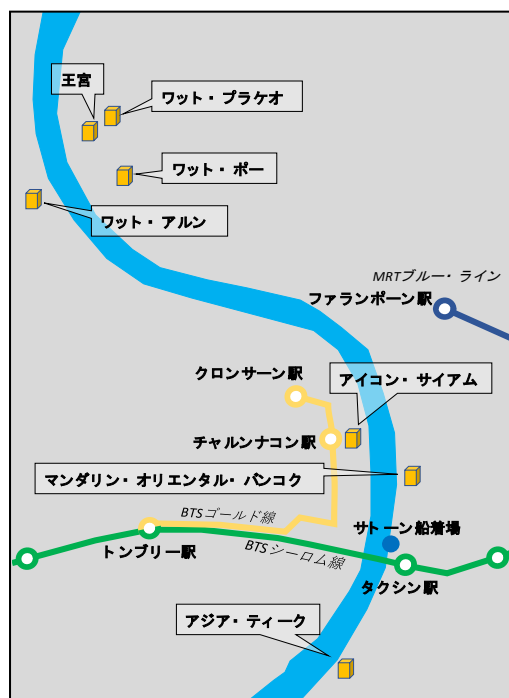 王宮
ワット・プラケオ
ワット・ポー
ワット・アルン
MRTブルー・ライン
ファランポーン駅
クロンサーン駅
アイコン・サイアム
チャルンナコン駅
マンダリン・オリエンタル・バンコク
BTSゴールド線
サトーン船着場
トンブリー駅
BTSシーロム線
タクシン駅
アジア・ティーク